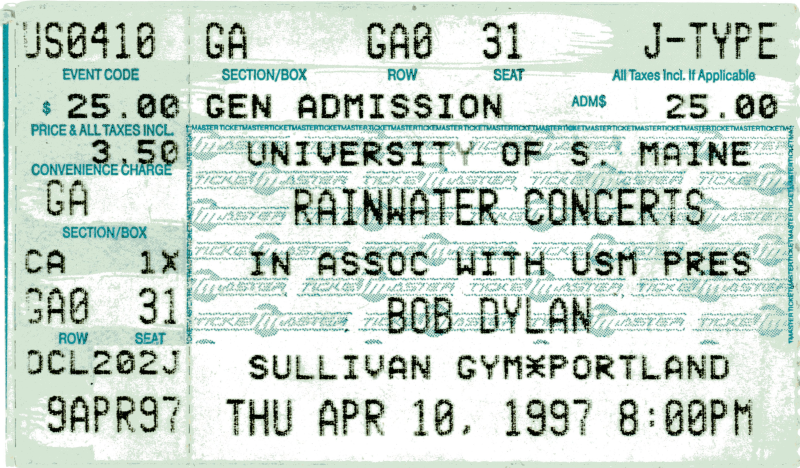 US0410 GA GA0 31 J-TYPE
EVENT CODE SECTION/BOX ROW SEAT All Taxes Incl. If Applicable
$ 25.00 GEN ADMISSION ADM$ 25.00
PRICE & ALL TAXES INCL.
3.50 UNIVERSITY OF S. MAINE
CONVENIENCE CHARGE
GA RAINWATER CONCERTS
SECTION/BOX
CA 1X IN ASSOC WITH USM PRES
GA0 31 BOB DYLAN
ROW SEAT
OCL202J SULLIVAN GYM*PORTLAND
9APR97 THU APR 10, 1997 8:00PM